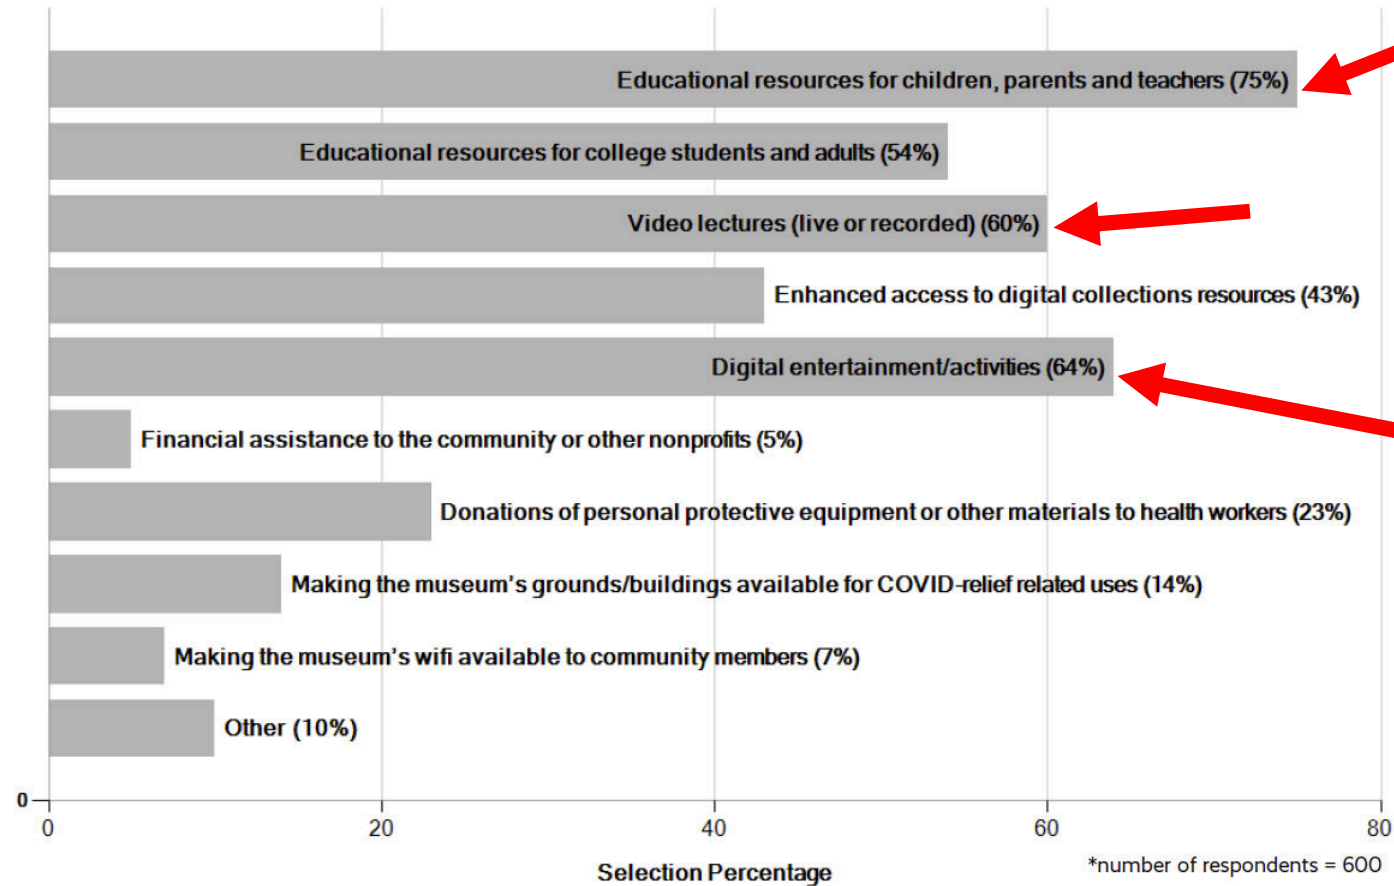 Educational resources for children, parents and teachers (75%)
Educational resources for college students and adults (54%)
Video lectures (live or recorded) (60%)
Enhanced access to digital collections resources (43%)
Digital entertainment/activities (64%)
Financial assistance to the community or other nonprofits (5%)
Donations of personal protective equipment or other materials to health workers (23%)
Making the museum's grounds/buildings available for COVID-relief related uses (14%)
Making the museum's wifi available to community members (7%)
Other (10%)
0
0 20 40 60 80
Selection Percentage
*number of respondents = 600